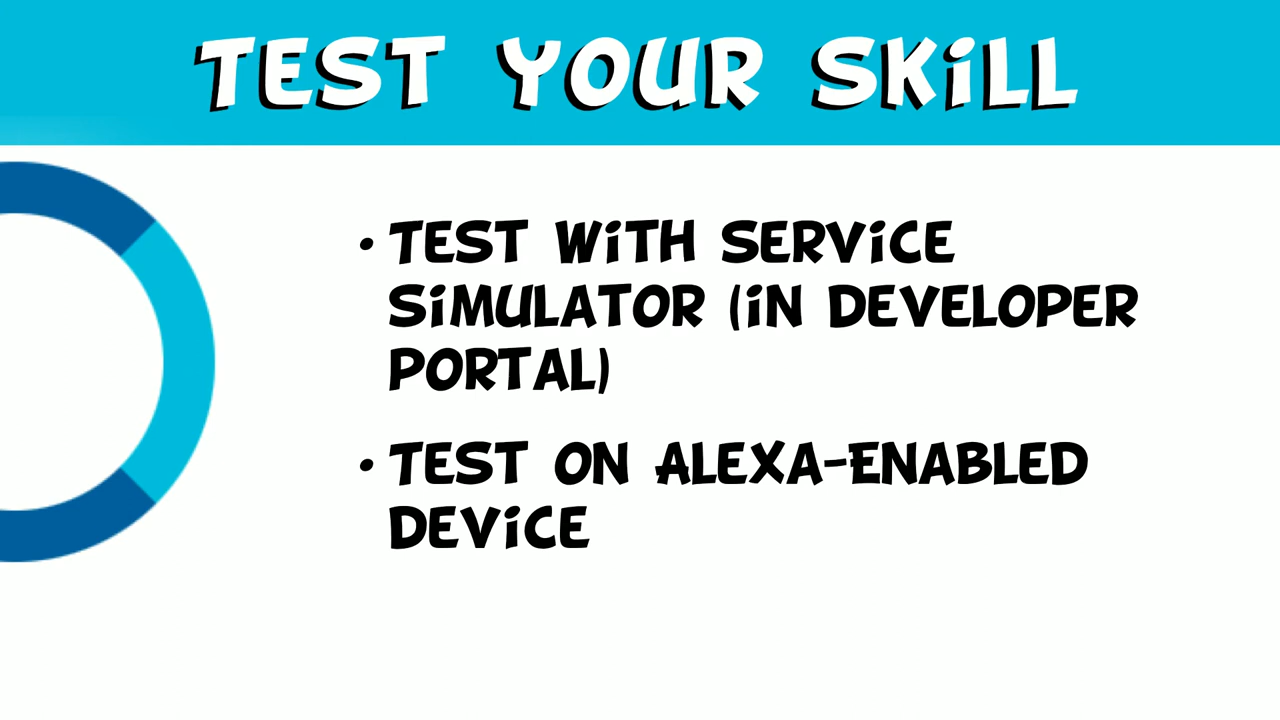 TEST YOUR SKiLL
• TEST WiTH SERViCE
SiMULATOR (iN DEVELOPER
PORTAL)
• TEST ON ALEXA-ENABLED
DEViCE